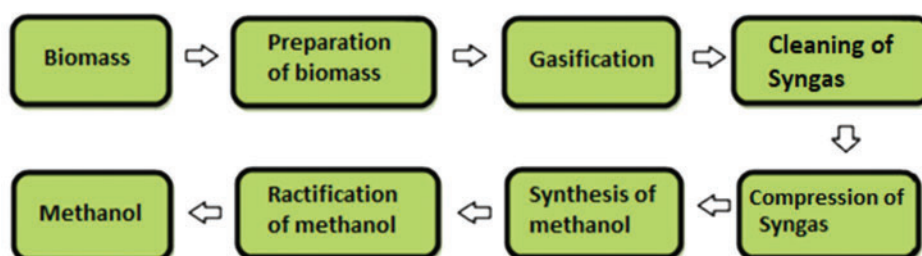 Biomass
Preparation
of biomass
Gasification
Cleaning of
Syngas
Compression of
Syngas
Synthesis of
methanol
Ractification
of methanol
Methanol